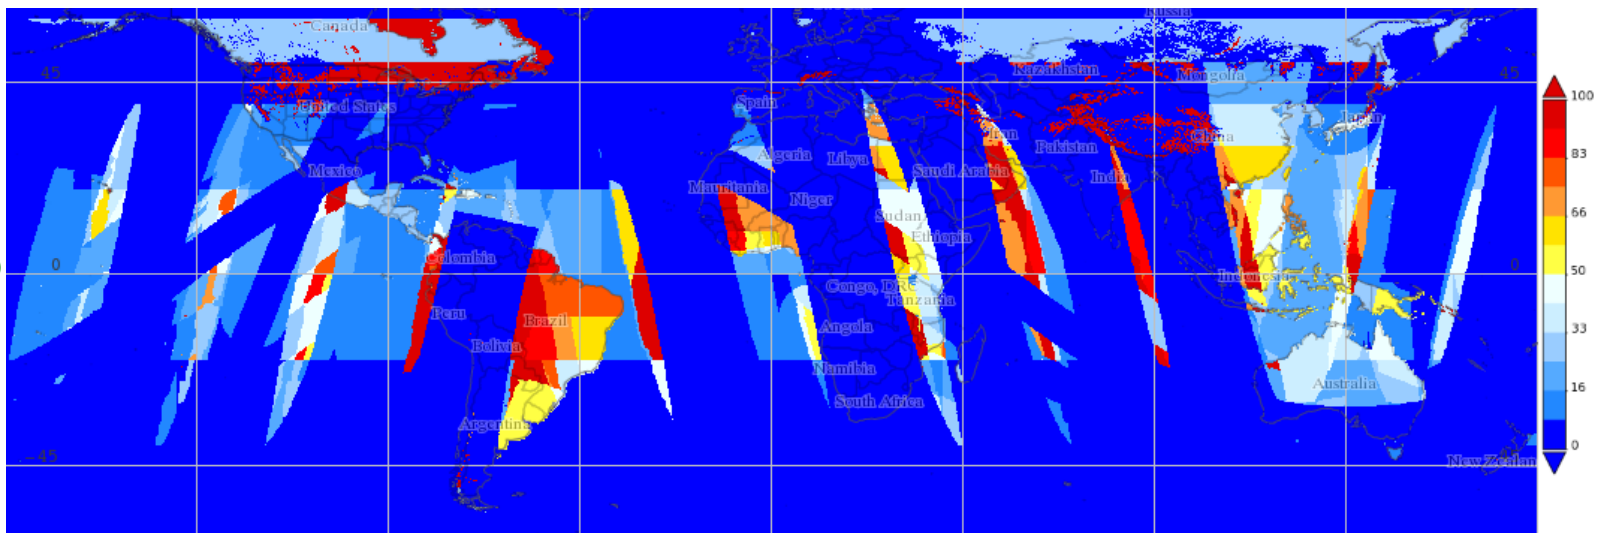 Russia
Canada
45
Kazakhstan
Mongolia
45
100
Spain
United States
Japan
Iran
China
83
Algeria
Libya
Pakistan
Mexico
Saudi Arabia
India
Mauritania
Niger
66
Sudan
Ethiopia
Colombia
0
0
50
Indonesia
Congo, DRC
Tanzania
Peru
Brazil
Angola
33
Bolivia
Namibia
Australia
16
South Africa
Argentina
0
-45
New Zealan